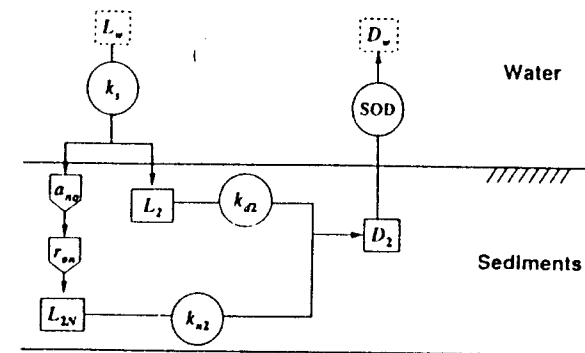 L_w
D_w
Water
k_s
SOD
a_no
L_2
k_d2
D_2
r_on
Sediments
L_2N
k_n2